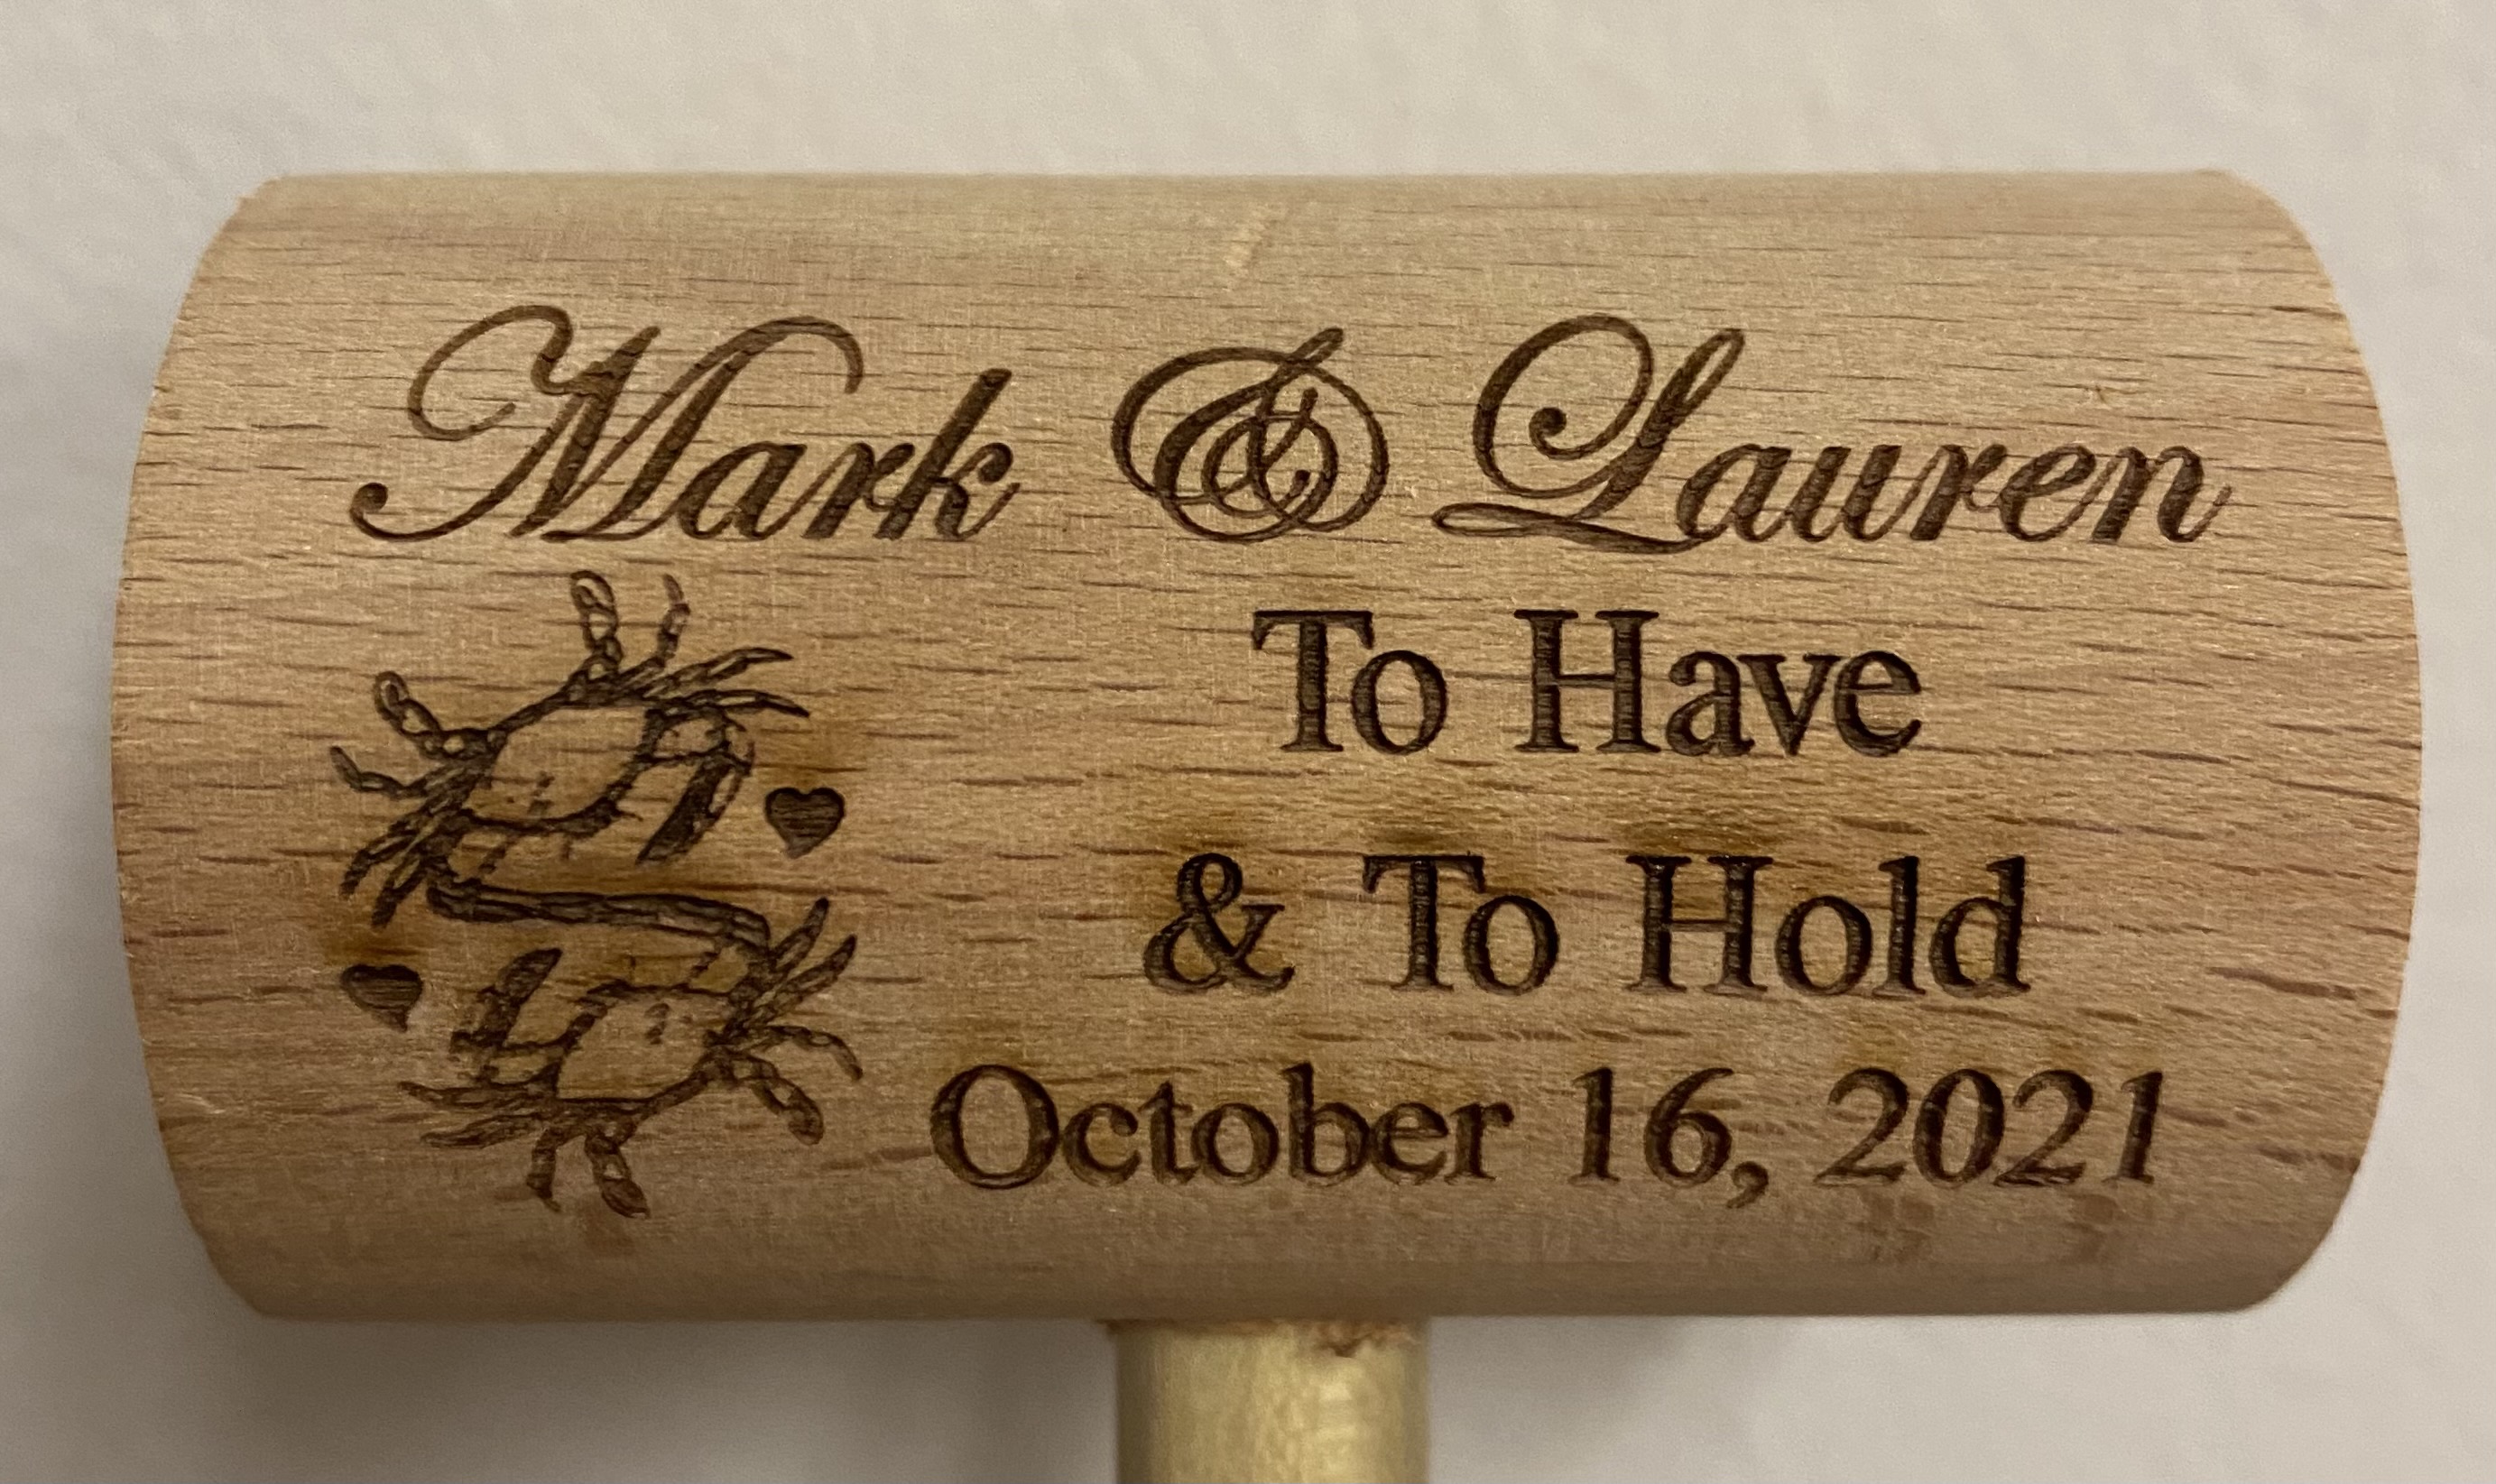 Mark & Lauren
To Have
& To Hold
October 16, 2021